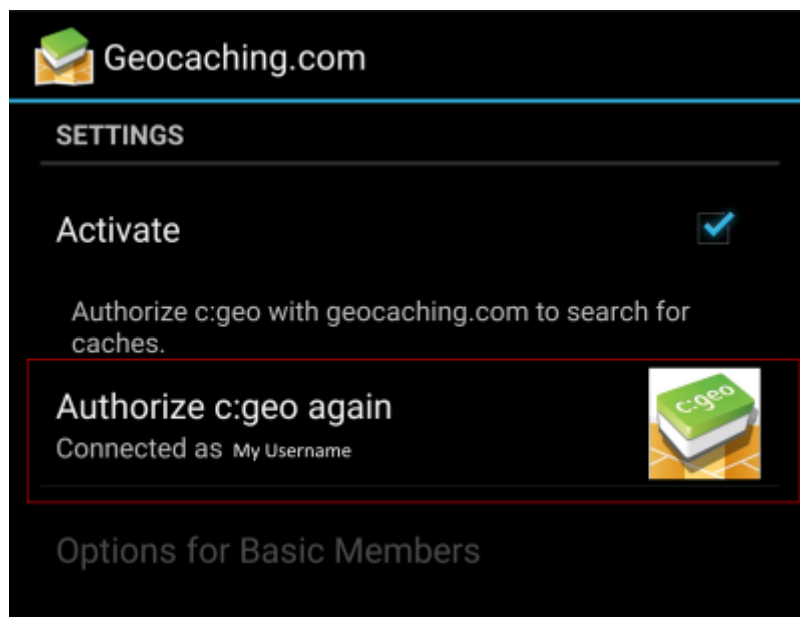 Geocaching.com
SETTINGS
Activate
Authorize c:geo with geocaching.com to search for
caches.
Authorize c:geo again
c:geo
Connected as My Username
Options for Basic Members